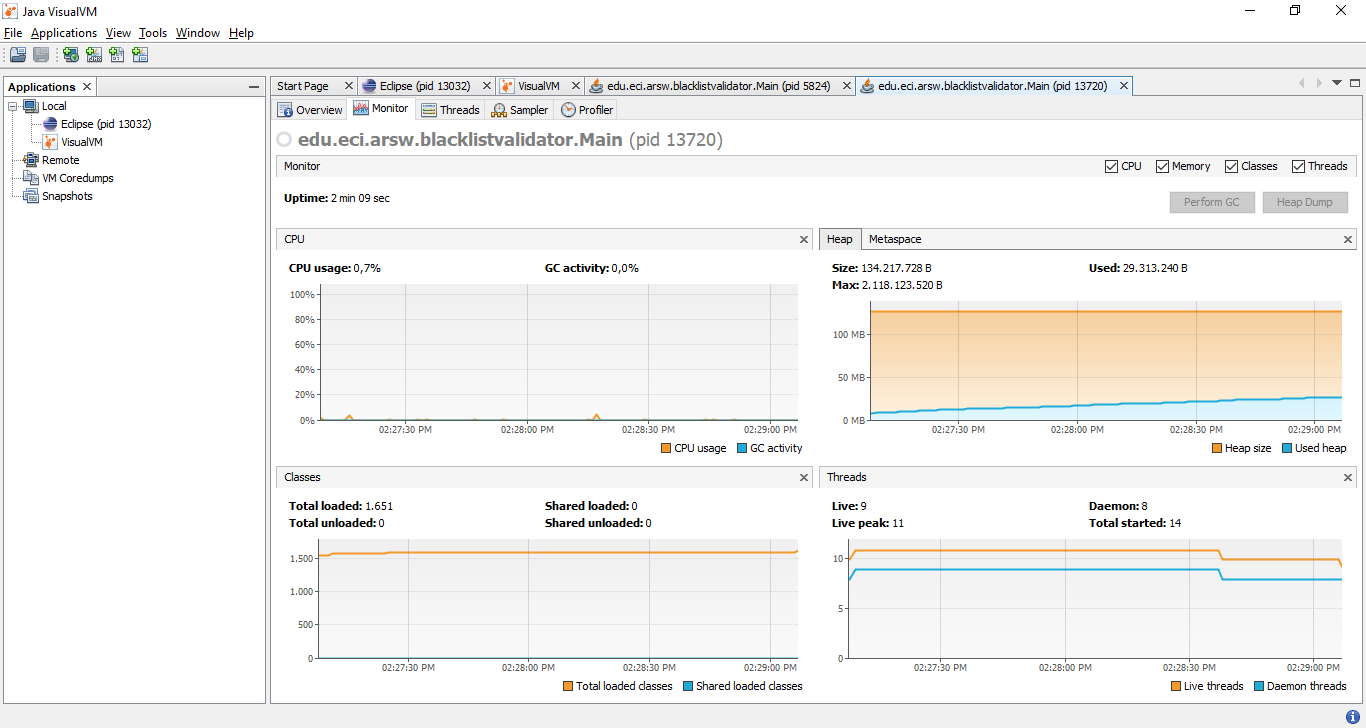 Java VisualVM
File Applications View Tools Window Help
Applications
Local
Eclipse (pid 13032)
VisualVM
Remote
VM Coredumps
Snapshots
Start Page Eclipse (pid 13032) VisualVM edu.eci.arsw.blacklistvalidator.Main (pid 5824) edu.eci.arsw.blacklistvalidator.Main (pid 13720)
Overview Monitor Threads Sampler Profiler
edu.eci.arsw.blacklistvalidator.Main (pid 13720)
Monitor CPU Memory Classes Threads
Uptime: 2 min 09 sec Perform GC Heap Dump
CPU
CPU usage: 0,7% GC activity: 0,0%
100%
80%
60%
40%
20%
0%
02:27:30 PM 02:28:00 PM 02:28:30 PM 02:29:00 PM
CPU usage GC activity
Heap Metaspace
Size: 134.217.728 B Used: 29.313.240 B
Max: 2.118.123.520 B
100 MB
50 MB
0 MB
02:27:30 PM 02:28:00 PM 02:28:30 PM 02:29:00 PM
Heap size Used heap
Classes
Total loaded: 1.651 Shared loaded: 0
Total unloaded: 0 Shared unloaded: 0
1.500
1.000
500
0
02:27:30 PM 02:28:00 PM 02:28:30 PM 02:29:00 PM
Total loaded classes Shared loaded classes
Threads
Live: 9 Daemon: 8
Live peak: 11 Total started: 14
10
5
0
02:27:30 PM 02:28:00 PM 02:28:30 PM 02:29:00 PM
Live threads Daemon threads